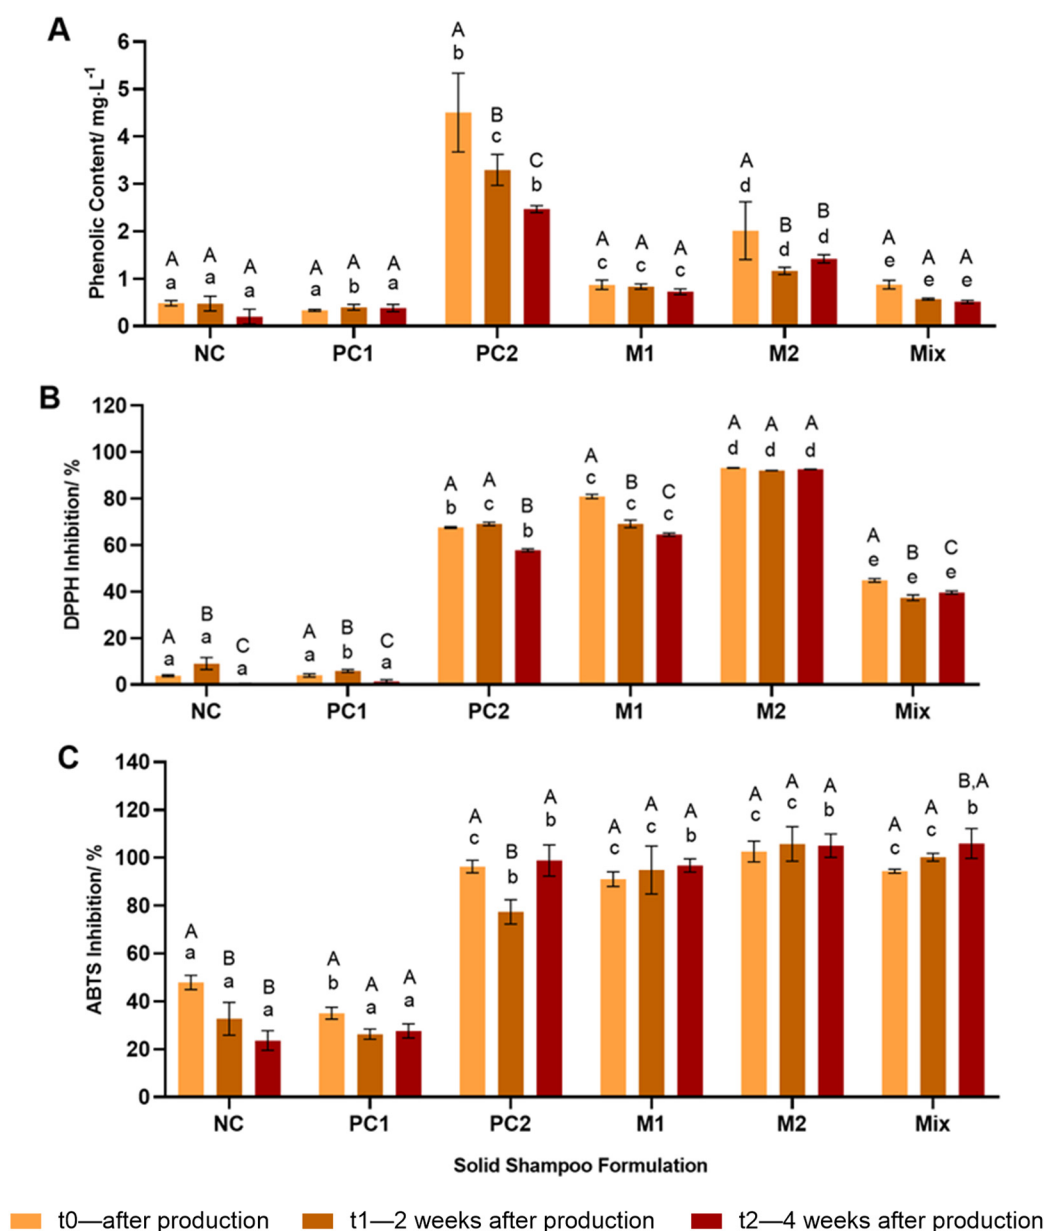 A
Phenolic Content/ mg·L⁻¹
6
5
4
3
2
1
0
A A A A A A A B C A A A A B B A A A
a a a a b a b c b c c c d d d e e e
NC PC1 PC2 M1 M2 Mix
B
DPPH Inhibition/ %
120
100
80
60
40
20
0
A B C A B C A A B A B C A A A A B C
a a a a b a b c b c c c d d d e e e
NC PC1 PC2 M1 M2 Mix
C
ABTS Inhibition/ %
140
120
100
80
60
40
20
0
A B B A A A A B A A A A A A A A A B,A
a a a b a a c b b c c b c c b c c b
NC PC1 PC2 M1 M2 Mix
Solid Shampoo Formulation
t0—after production t1—2 weeks after production t2—4 weeks after production